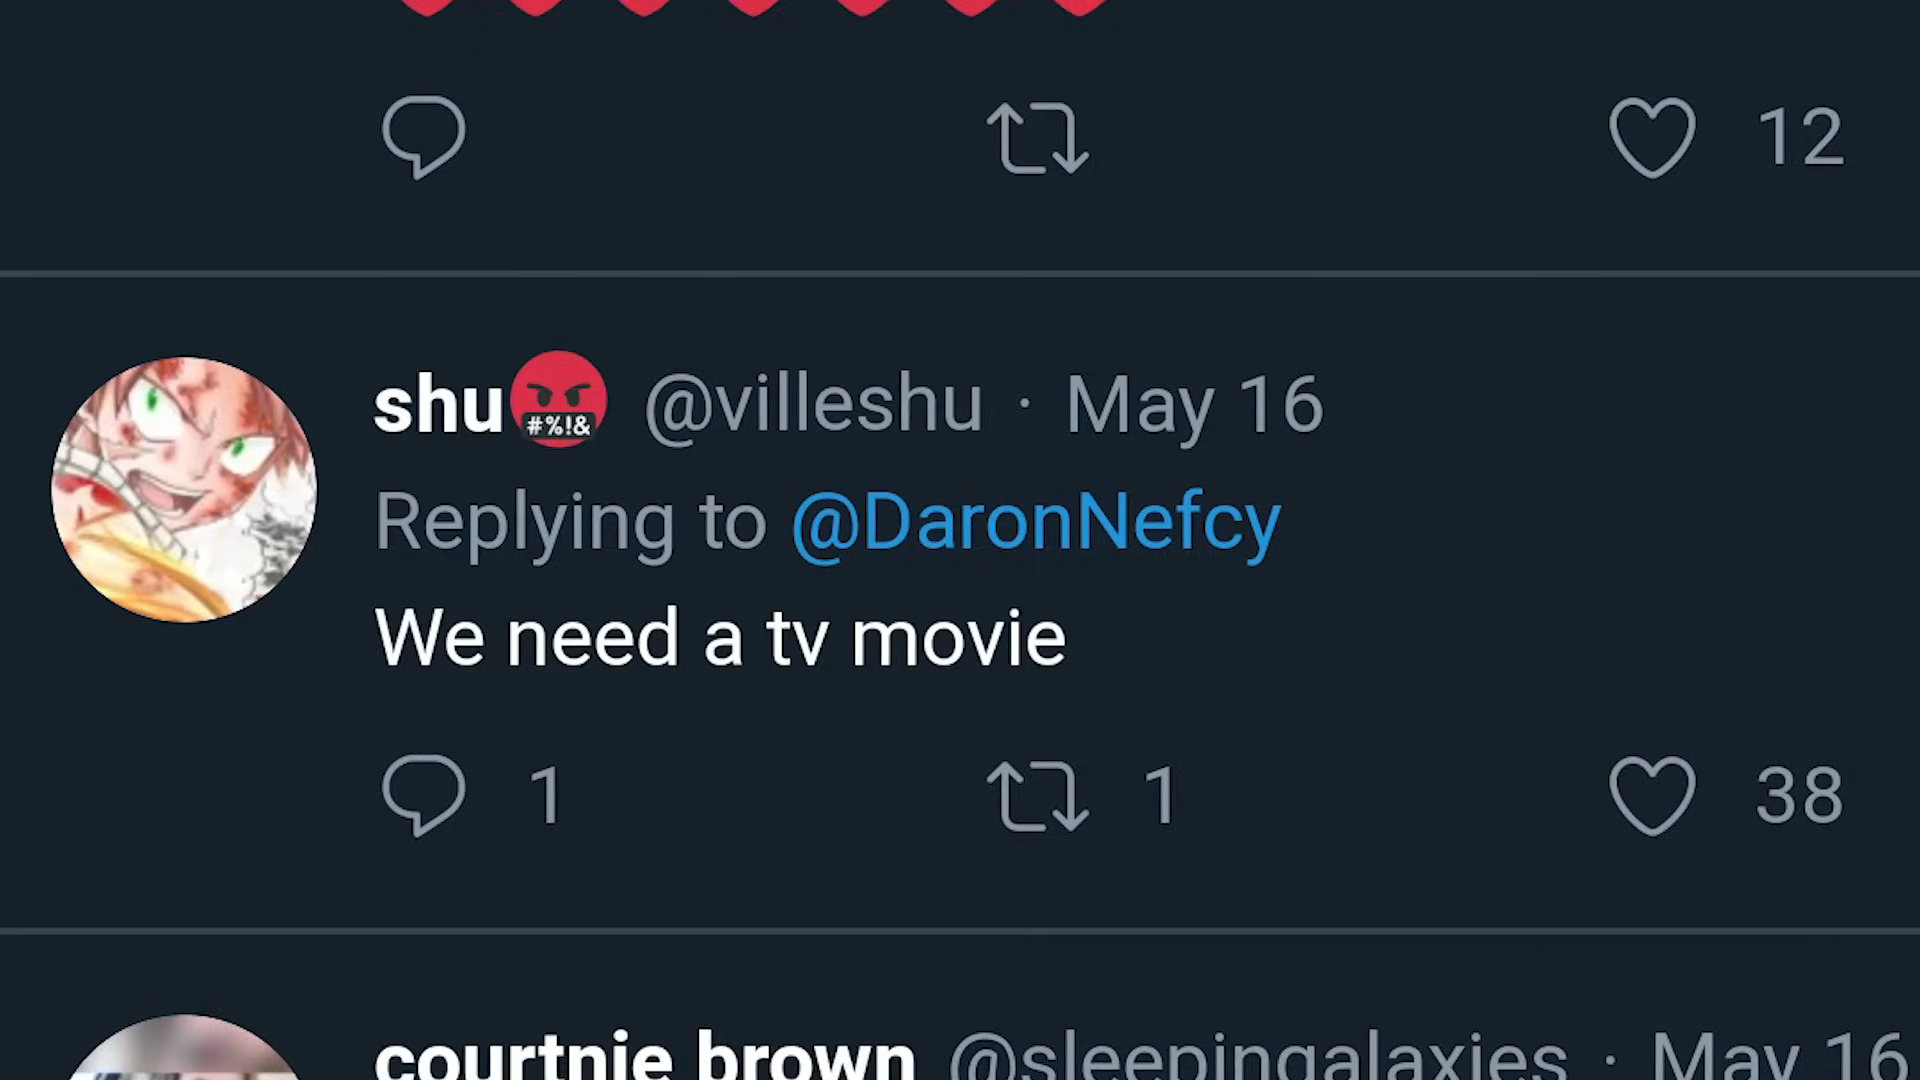 12
shu🤬 @villeshu · May 16
Replying to @DaronNefcy
We need a tv movie
1 1 38
courtnie brown @sleepingalaxies · May 16